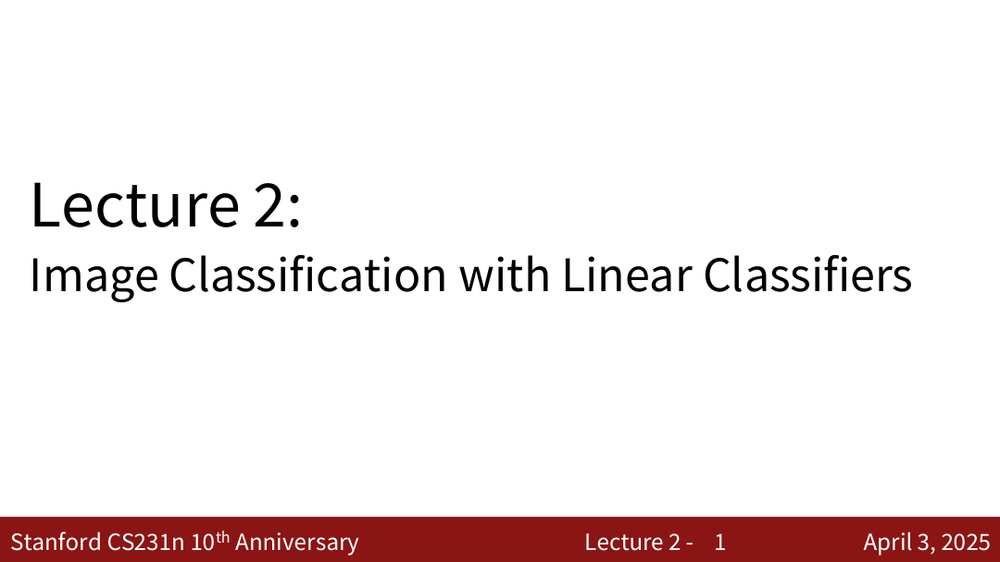 Lecture 2:
Image Classification with Linear Classifiers
Stanford CS231n 10th Anniversary
Lecture 2 - 1
April 3, 2025